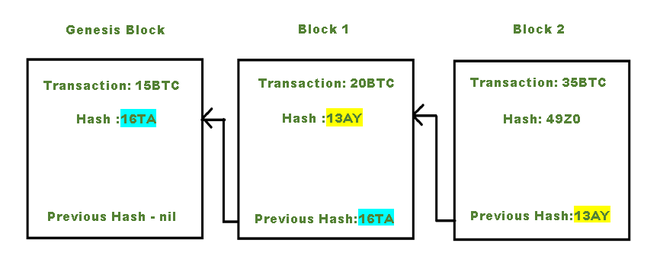 Genesis Block
Transaction: 15BTC
Hash :16TA
Previous Hash - nil
Block 1
Transaction: 20BTC
Hash :13AY
Previous Hash:16TA
Block 2
Transaction: 35BTC
Hash: 49Z0
Previous Hash:13AY